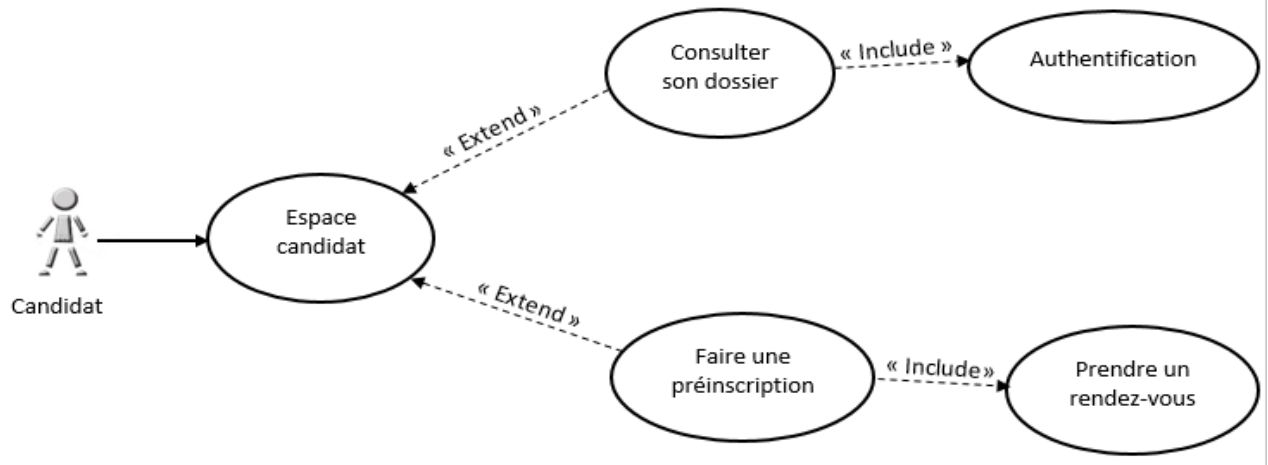 Consulter
son dossier
« Include »
Authentification
« Extend »
Espace
candidat
Candidat
« Extend »
Faire une
préinscription
« Include»
Prendre un
rendez-vous